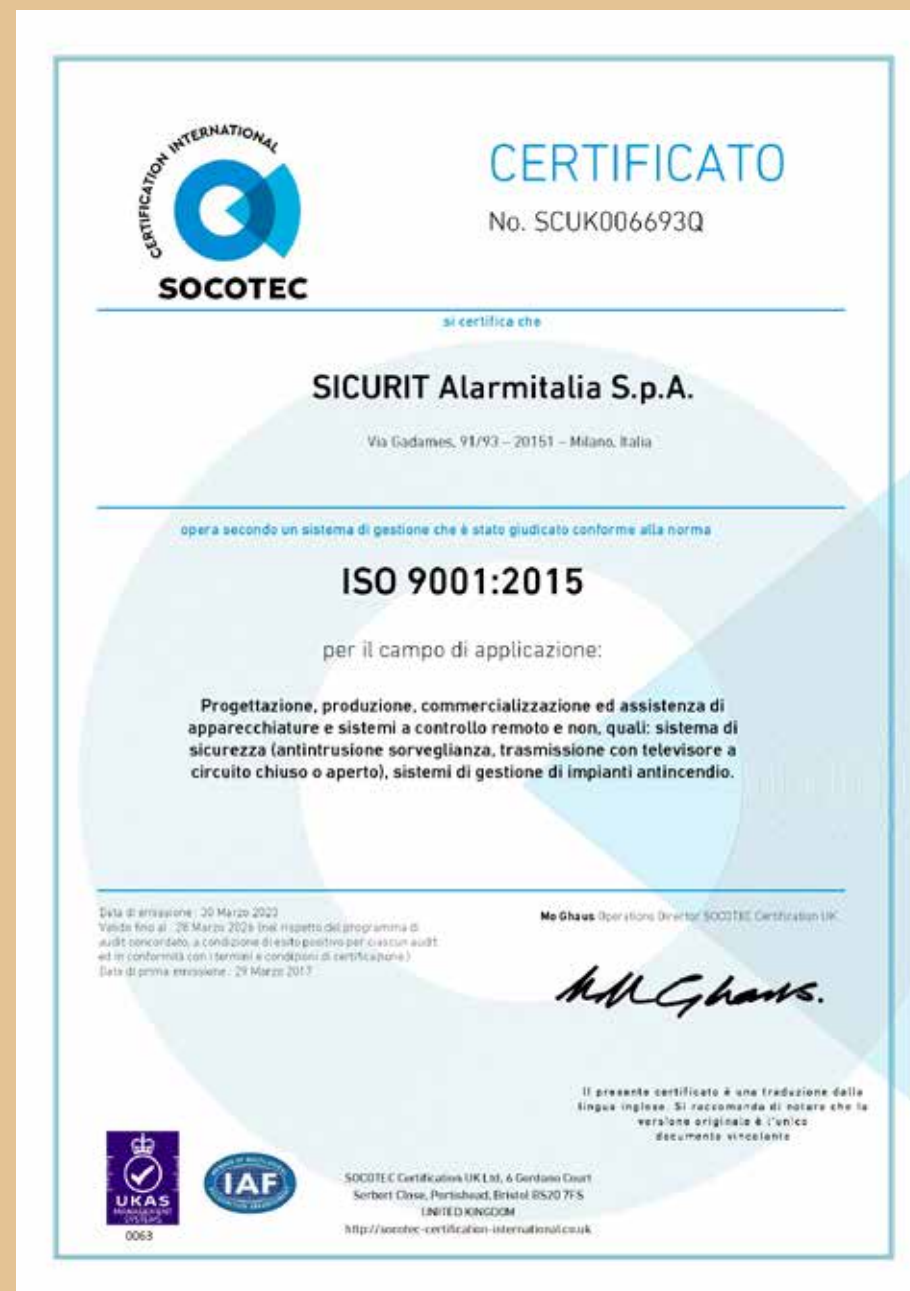 CERTIFICATION INTERNATIONAL
SOCOTEC
CERTIFICATO
No. SCUK006693Q
si certifica che
SICURIT Alarmitalia S.p.A.
Via Gadames, 91/93 – 20151 – Milano, Italia
opera secondo un sistema di gestione che è stato giudicato conforme alla norma
ISO 9001:2015
per il campo di applicazione:
Progettazione, produzione, commercializzazione ed assistenza di
apparecchiature e sistemi a controllo remoto e non, quali: sistema di
sicurezza (antintrusione sorveglianza, trasmissione con televisore a
circuito chiuso o aperto), sistemi di gestione di impianti antincendio.
Data di emissione : 30 Marzo 2023
Valido fino al : 28 Marzo 2026 (nel rispetto del programma di
audit concordato, a condizione di esito positivo per ciascun audit
ed in conformità con i termini e condizioni di certificazione.)
Data di prima emissione : 29 Marzo 2017
Mo Ghaus Operations Director SOCOTEC Certification UK
Il presente certificato è una traduzione dalla
lingua inglese. Si raccomanda di notare che la
versione originale è l'unico
documento vincolante
UKAS
MANAGEMENT
SYSTEMS
0063
IAF
SOCOTEC Certification UK Ltd, 6 Gordano Court
Serbert Close, Portishead, Bristol BS20 7FS
UNITED KINGDOM
http://socotec-certification-international.co.uk